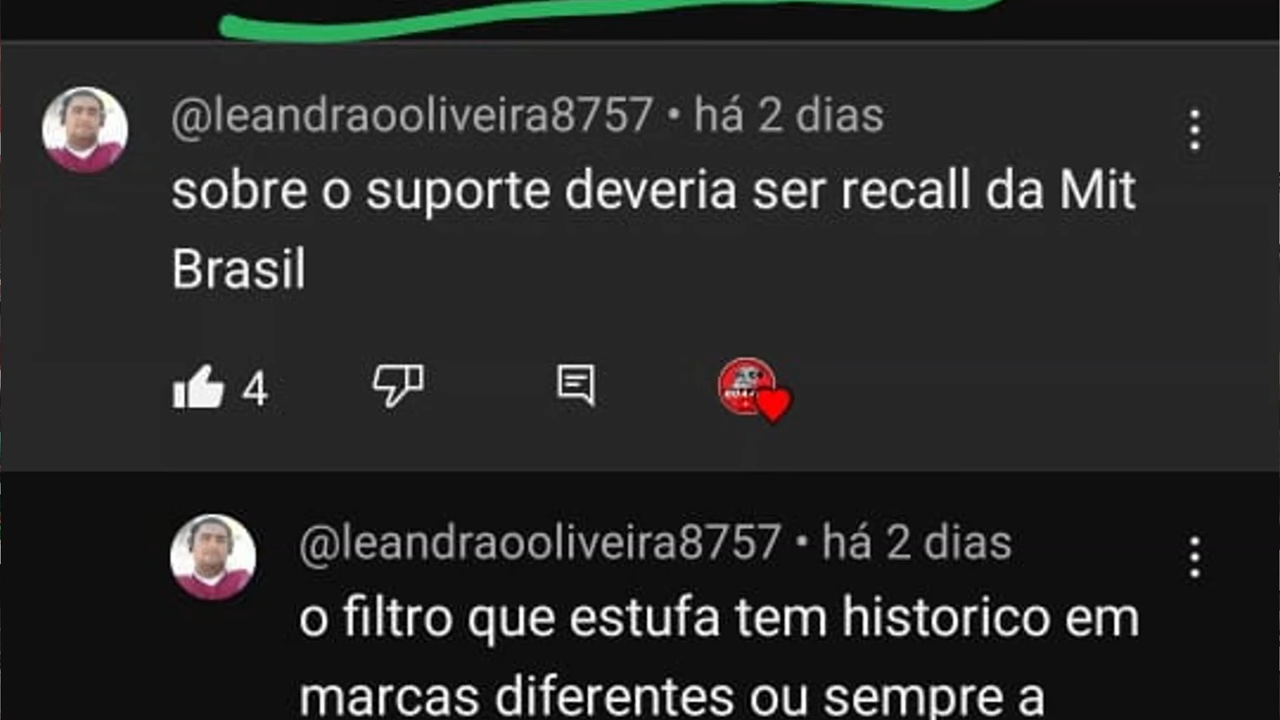 @leandraooliveira8757 • há 2 dias
sobre o suporte deveria ser recall da Mit
Brasil
4
@leandraooliveira8757 • há 2 dias
o filtro que estufa tem historico em
marcas diferentes ou sempre a